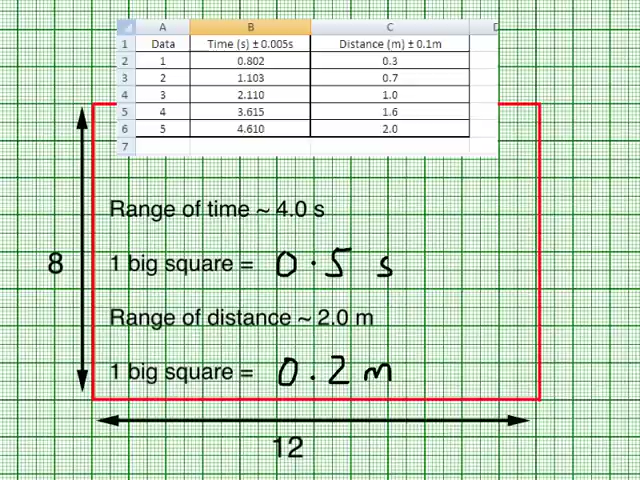 A B C D
1 Data Time (s) ± 0.005s Distance (m) ± 0.1m
2 1 0.802 0.3
3 2 1.103 0.7
4 3 2.110 1.0
5 4 3.615 1.6
6 5 4.610 2.0
7
Range of time ~ 4.0 s
8 1 big square = 0.5 s
Range of distance ~ 2.0 m
1 big square = 0.2 m
12